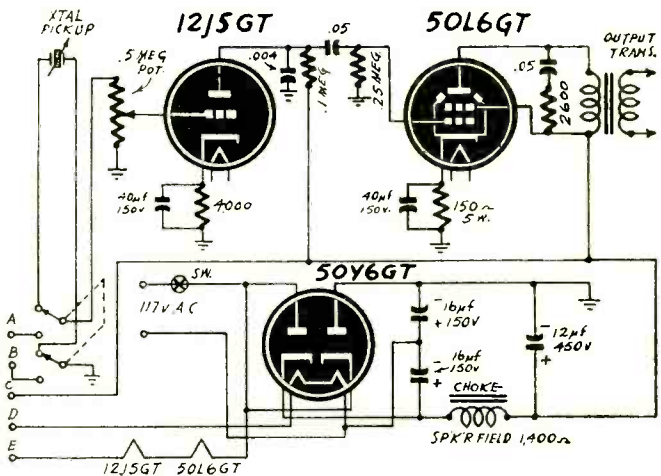 XTAL
PICKUP
12J5GT
50L6GT
.5 MEG
POT.
.004
.05
.1 MEG
.25 MEG.
.05
2600
OUTPUT
TRANS.
40µf
150V
4000
40µf
150V.
150~
5 W.
50Y6GT
SW.
117V. A C
-16µf
+150V
-16µf
150V
+
-12µf
450V
+
CHOKE
SPK'R FIELD 1,400Ω
A
B
C
D
E
12J5GT
50L6GT